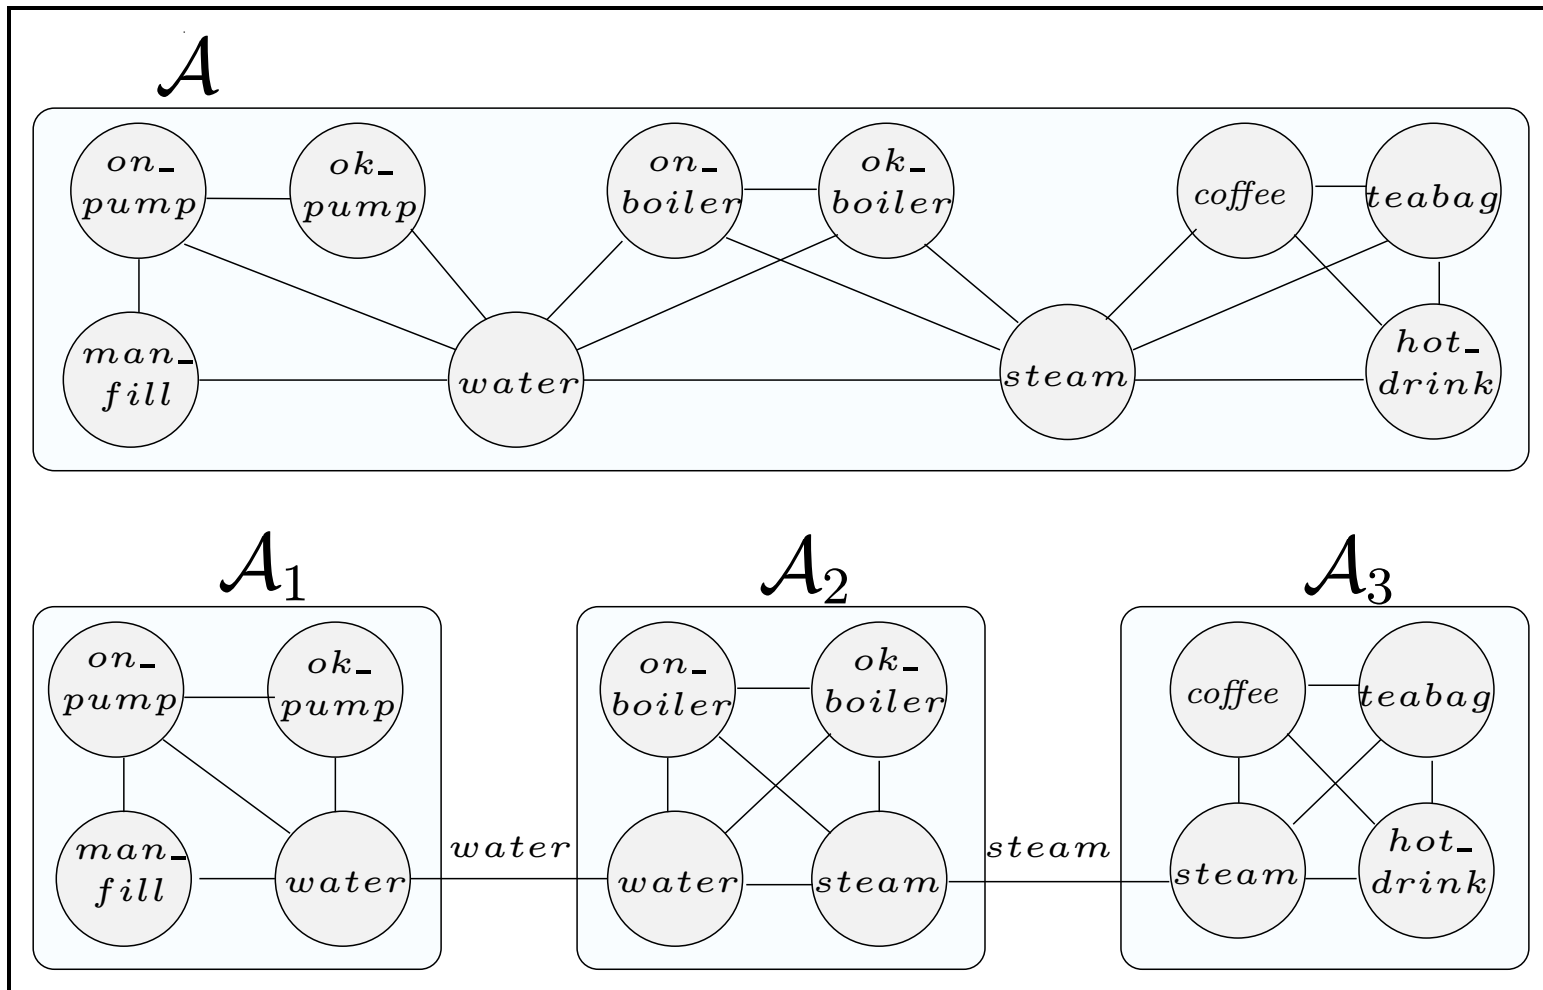 𝒜
on_
pump
ok_
pump
on_
boiler
ok_
boiler
coffee
teabag
man_
fill
water
steam
hot_
drink
𝒜1
𝒜2
𝒜3
on_
pump
ok_
pump
on_
boiler
ok_
boiler
coffee
teabag
man_
fill
water
water
water
steam
steam
steam
hot_
drink